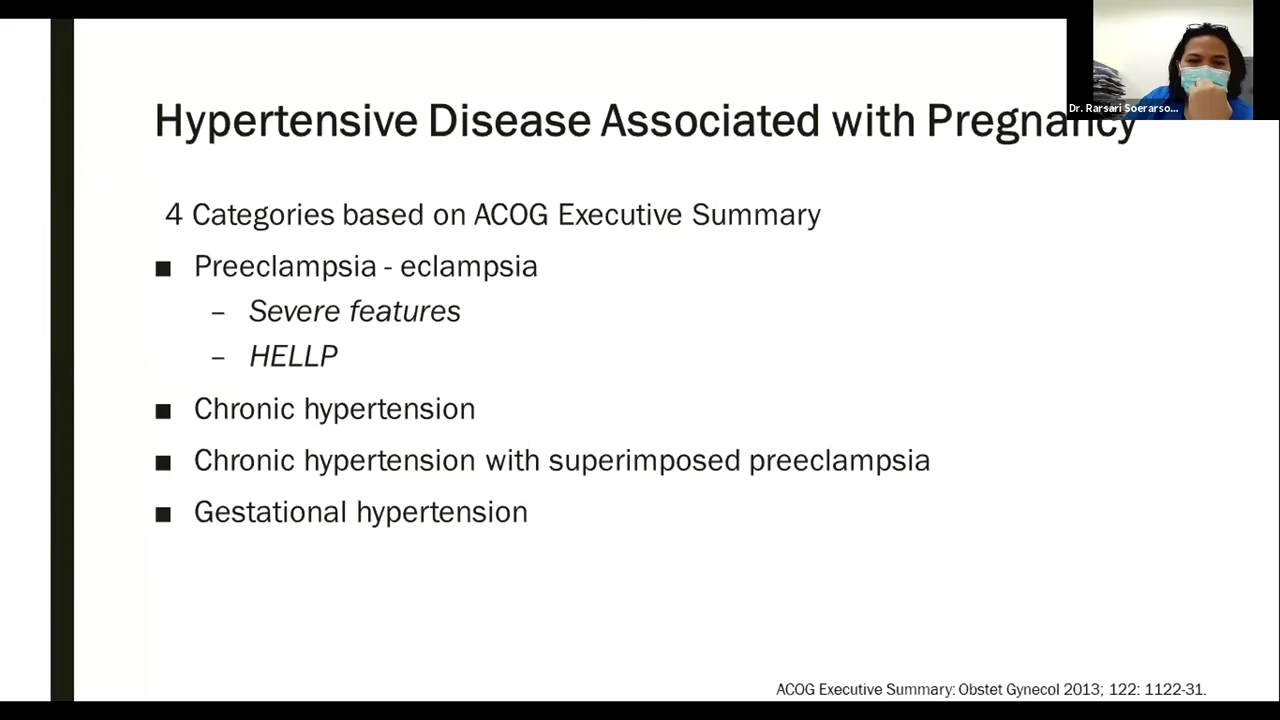 Hypertensive Disease Associated with Pregnancy
Dr. Rarsari Soerarso...
4 Categories based on ACOG Executive Summary
■ Preeclampsia - eclampsia
– Severe features
– HELLP
■ Chronic hypertension
■ Chronic hypertension with superimposed preeclampsia
■ Gestational hypertension
ACOG Executive Summary: Obstet Gynecol 2013; 122: 1122-31.